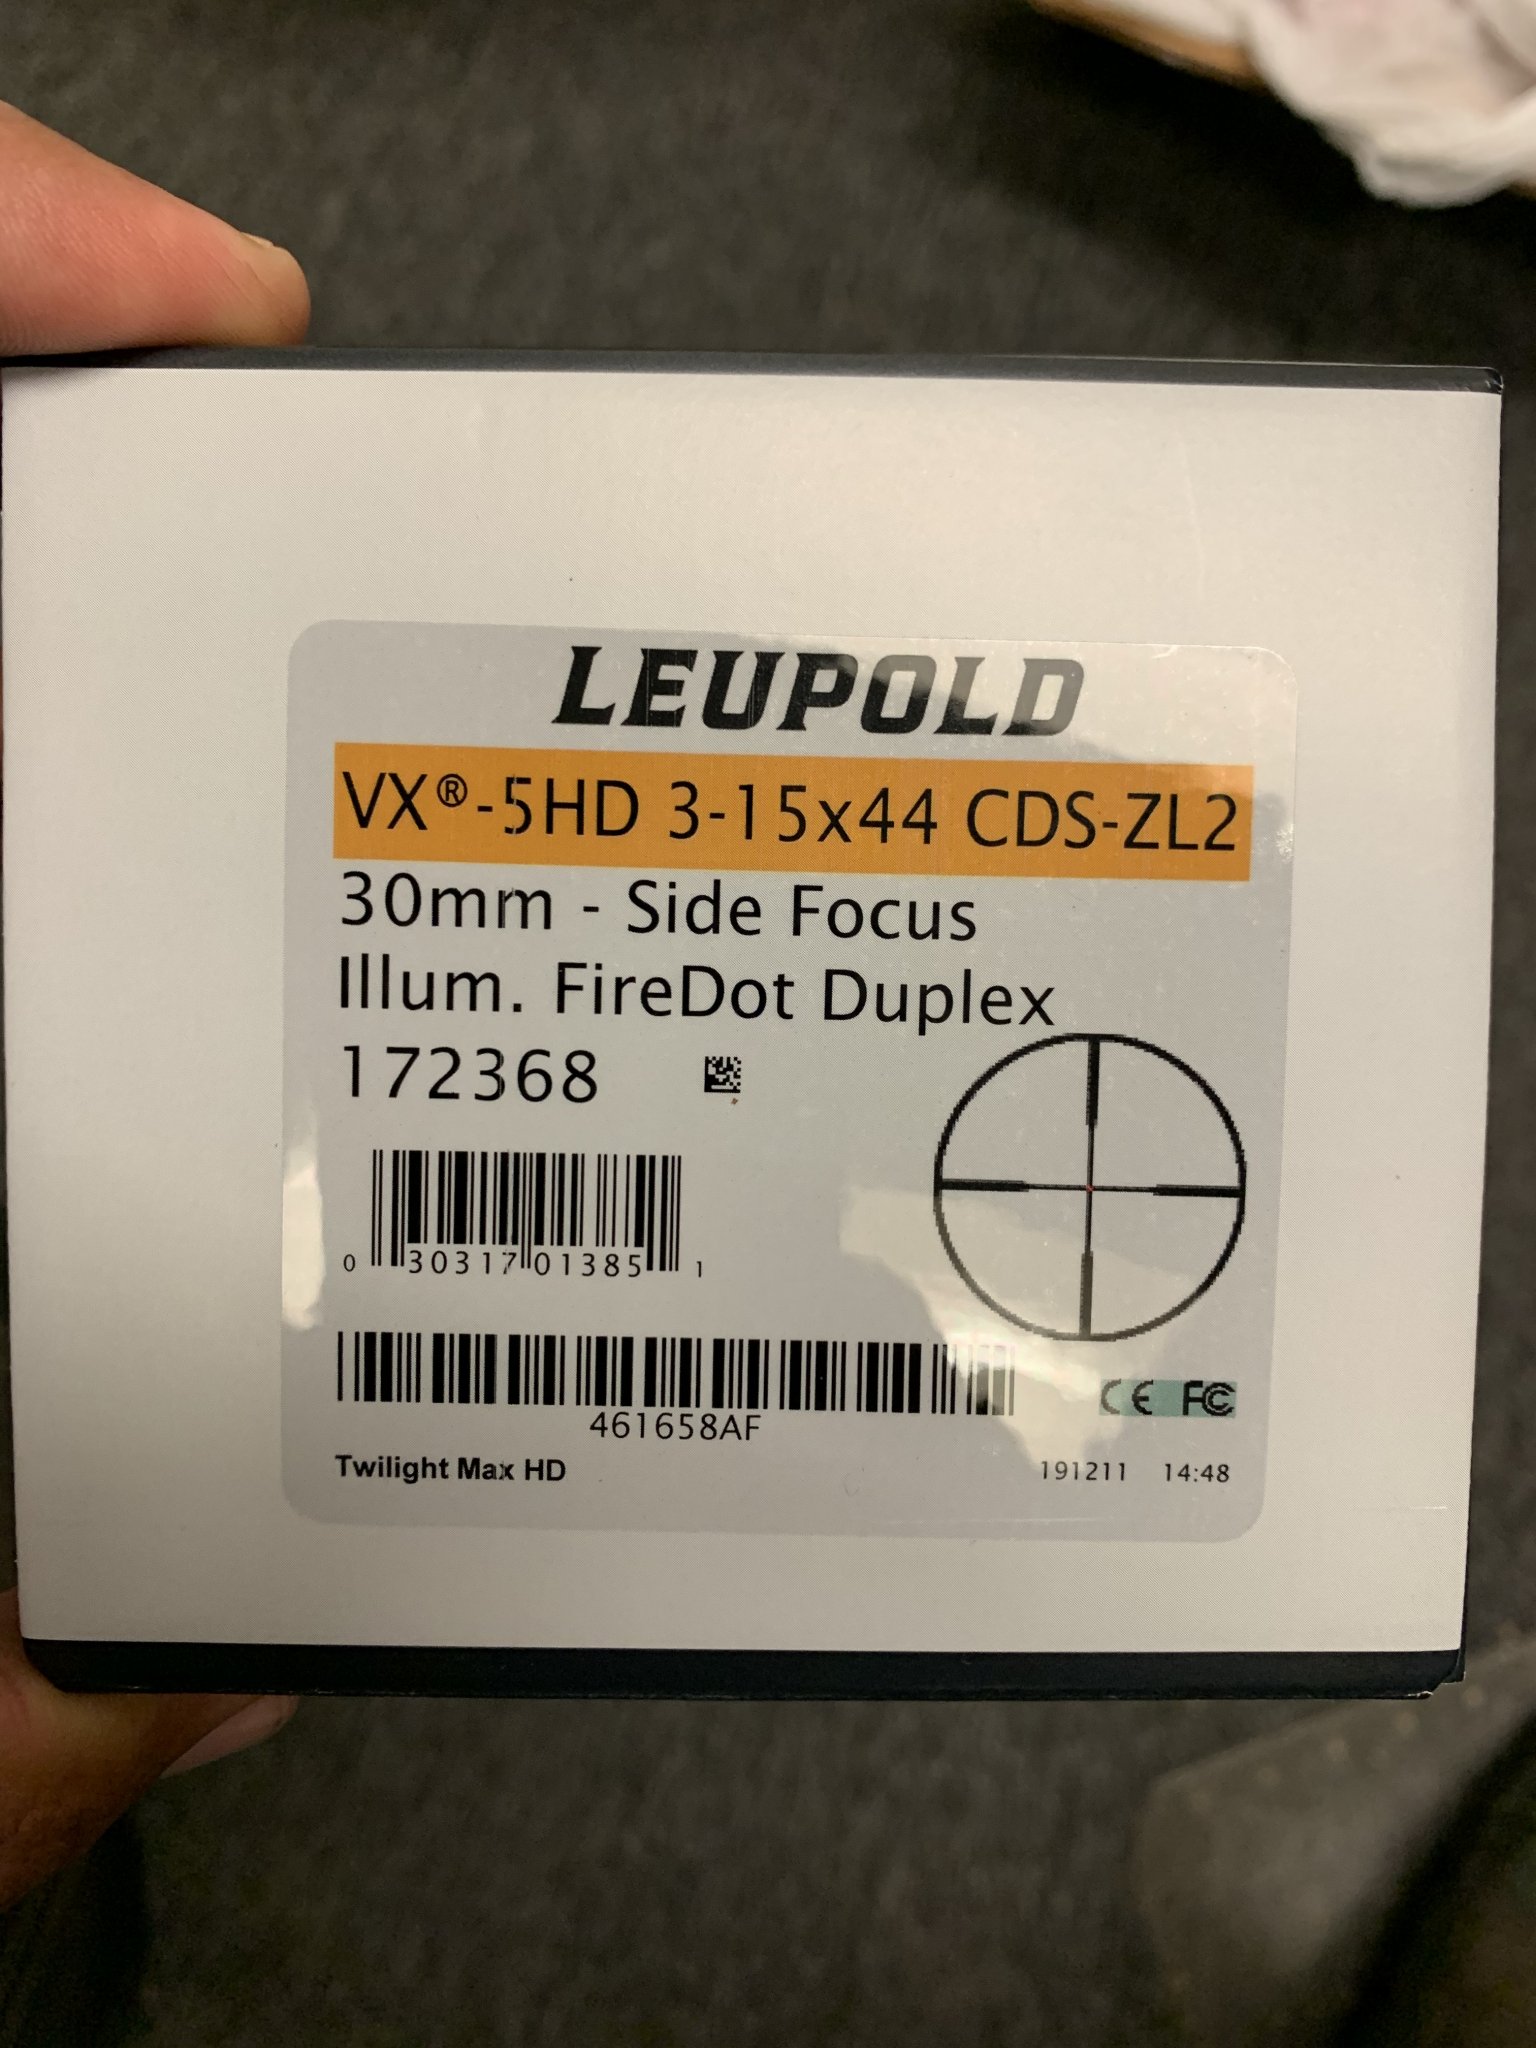 LEUPOLD
VX®-5HD 3-15x44 CDS-ZL2
30mm - Side Focus
Illum. FireDot Duplex
172368
0 30317 01385 1
461658AF
CE FC
Twilight Max HD
191211 14:48